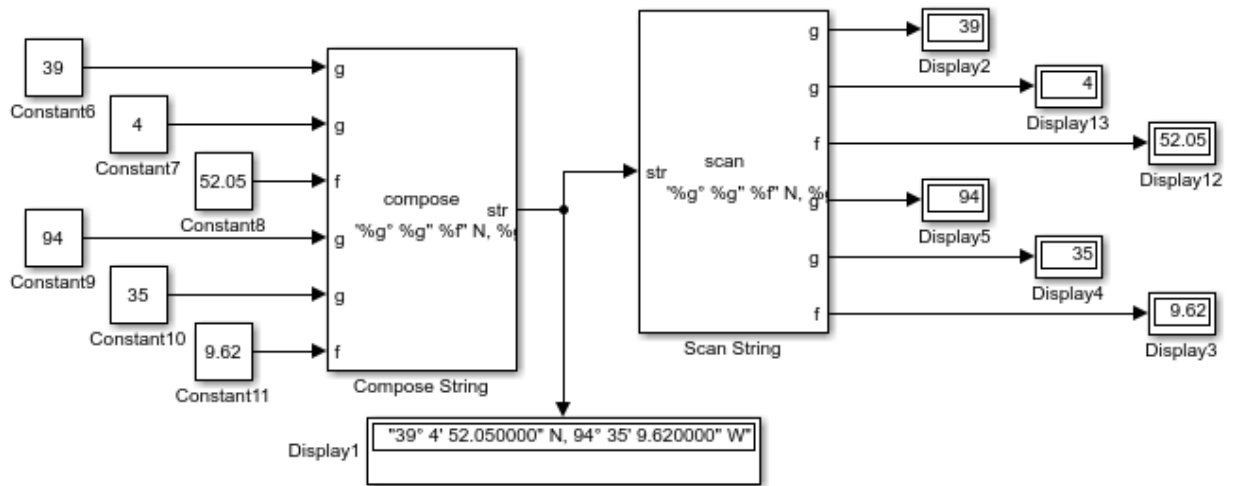 39
Constant6
4
Constant7
52.05
Constant8
94
Constant9
35
Constant10
9.62
Constant11
g
g
f
g
g
f
compose
"%g° %g'' %f" N, %g
str
Compose String
"39° 4' 52.050000" N, 94° 35' 9.620000" W"
Display1
str
scan
"%g° %g'' %f" N, %g
g
g
f
g
g
f
Scan String
39
Display2
4
Display13
52.05
Display12
94
Display5
35
Display4
9.62
Display3